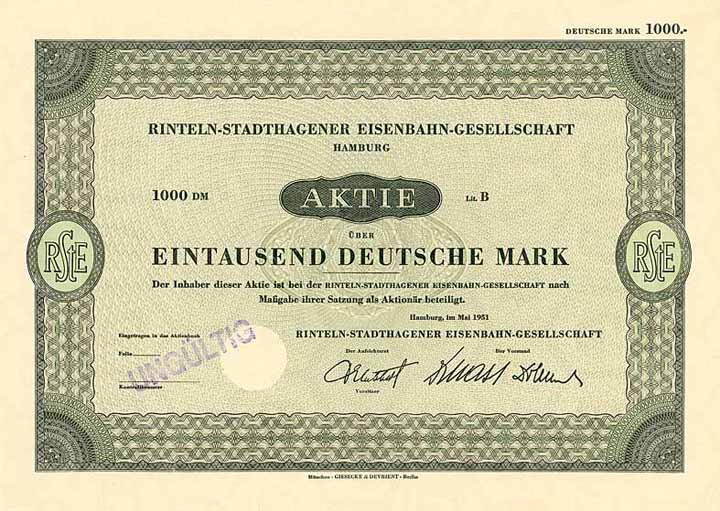 DEUTSCHE MARK 1000.-
RINTELN-STADTHAGENER EISENBAHN-GESELLSCHAFT
HAMBURG
1000 DM
AKTIE
Lit. B
ÜBER
EINTAUSEND DEUTSCHE MARK
Der Inhaber dieser Aktie ist bei der RINTELN-STADTHAGENER EISENBAHN-GESELLSCHAFT nach
Maßgabe ihrer Satzung als Aktionär beteiligt.
Hamburg, im Mai 1951
RINTELN-STADTHAGENER EISENBAHN-GESELLSCHAFT
Eingetragen in das Aktienbuch
Folio
Kontrollbeamter
UNGÜLTIG
Der Aufsichtsrat
Der Vorstand
Vorsitzer
RStE
RStE
München - GIESECKE & DEVRIENT - Berlin